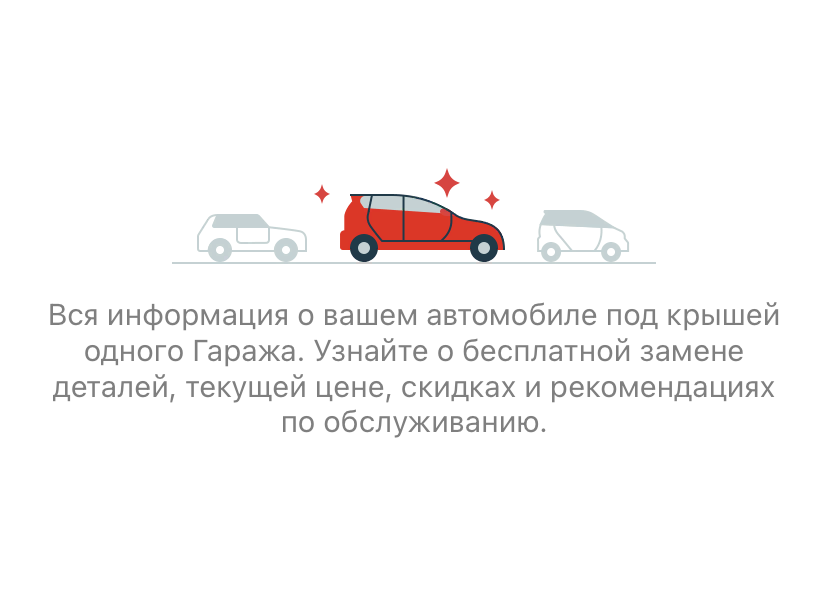 Вся информация о вашем автомобиле под крышей
одного Гаража. Узнайте о бесплатной замене
деталей, текущей цене, скидках и рекомендациях
по обслуживанию.